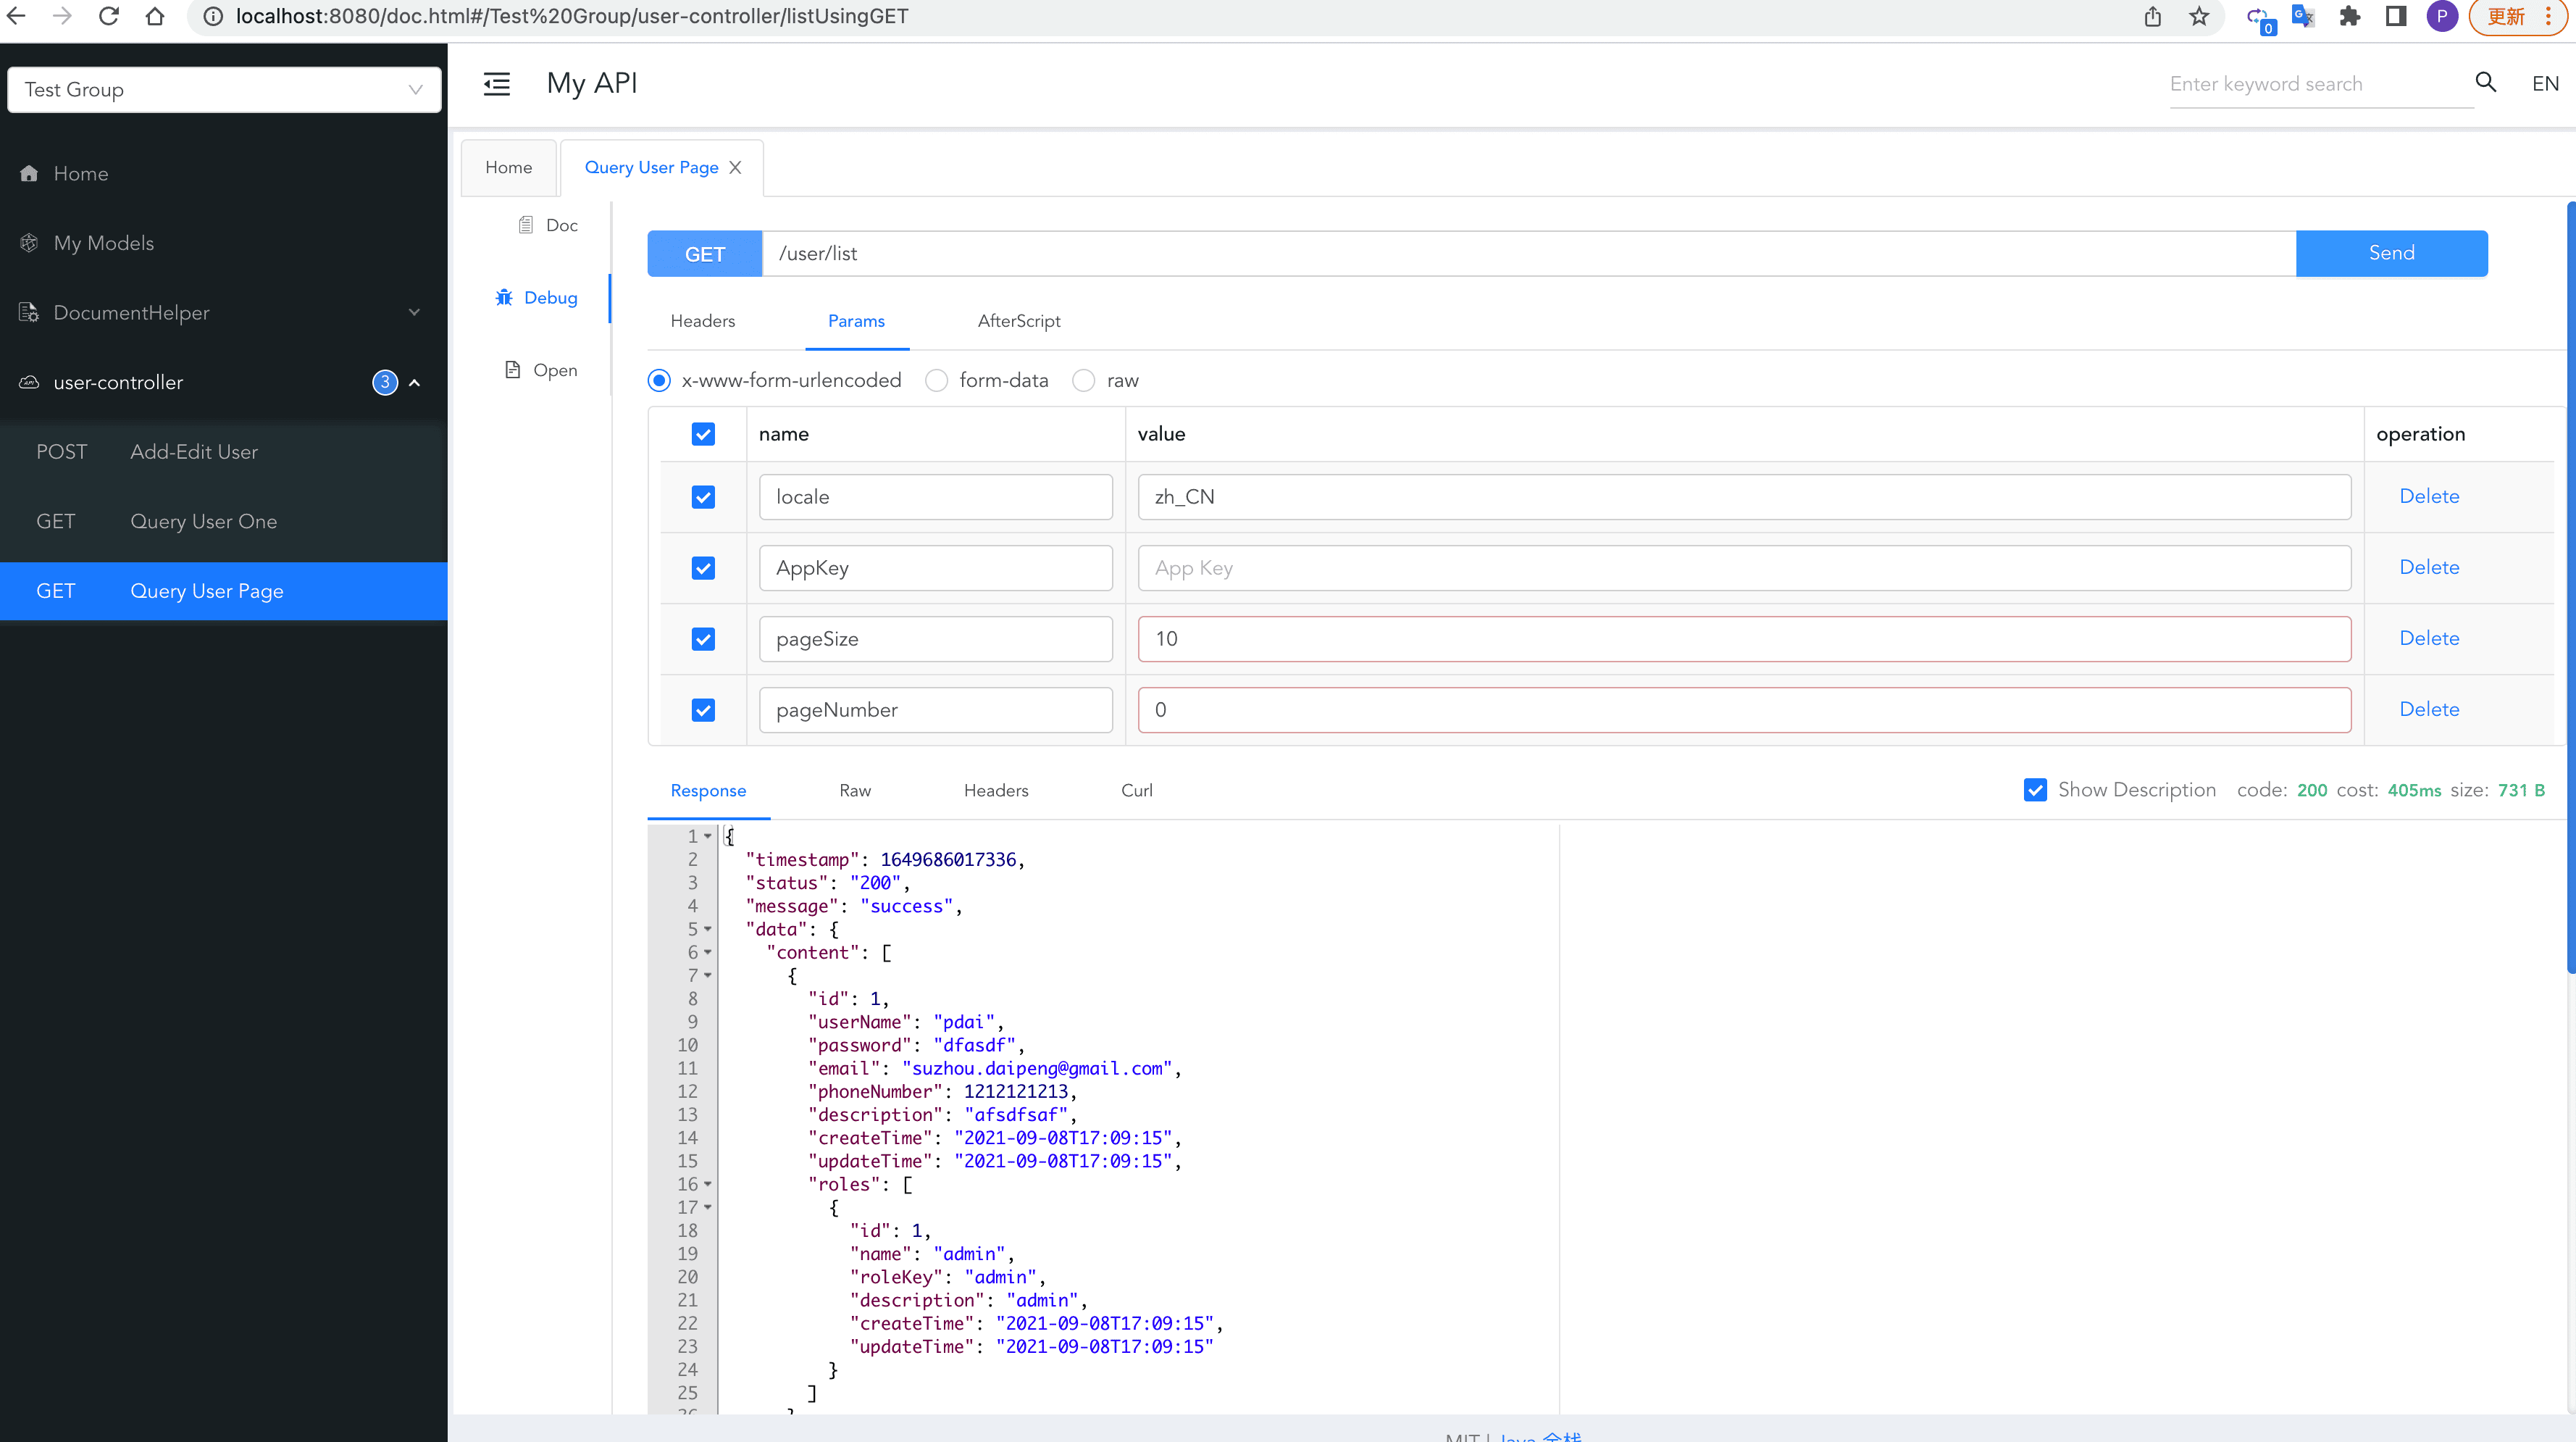 localhost:8080/doc.html#/Test%20Group/user-controller/listUsingGET
0
P
更新
Test Group
My API
Enter keyword search
EN
Home
My Models
DocumentHelper
user-controller
3
POST Add-Edit User
GET Query User One
GET Query User Page
Home
Query User Page
Doc
Debug
Open
GET /user/list Send
Headers Params AfterScript
x-www-form-urlencoded form-data raw
name value operation
locale zh_CN Delete
AppKey App Key Delete
pageSize 10 Delete
pageNumber 0 Delete
Response Raw Headers Curl
Show Description code: 200 cost: 405ms size: 731 B
1 {
2 "timestamp": 1649686017336,
3 "status": "200",
4 "message": "success",
5 "data": {
6 "content": [
7 {
8 "id": 1,
9 "userName": "pdai",
10 "password": "dfasdf",
11 "email": "suzhou.daipeng@gmail.com",
12 "phoneNumber": 1212121213,
13 "description": "afsdfsaf",
14 "createTime": "2021-09-08T17:09:15",
15 "updateTime": "2021-09-08T17:09:15",
16 "roles": [
17 {
18 "id": 1,
19 "name": "admin",
20 "roleKey": "admin",
21 "description": "admin",
22 "createTime": "2021-09-08T17:09:15",
23 "updateTime": "2021-09-08T17:09:15"
24 }
25 ]
MIT | Java 全栈